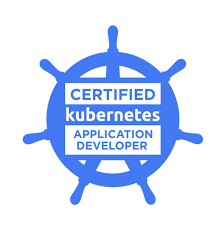 CERTIFIED
kubernetes
APPLICATION
DEVELOPER